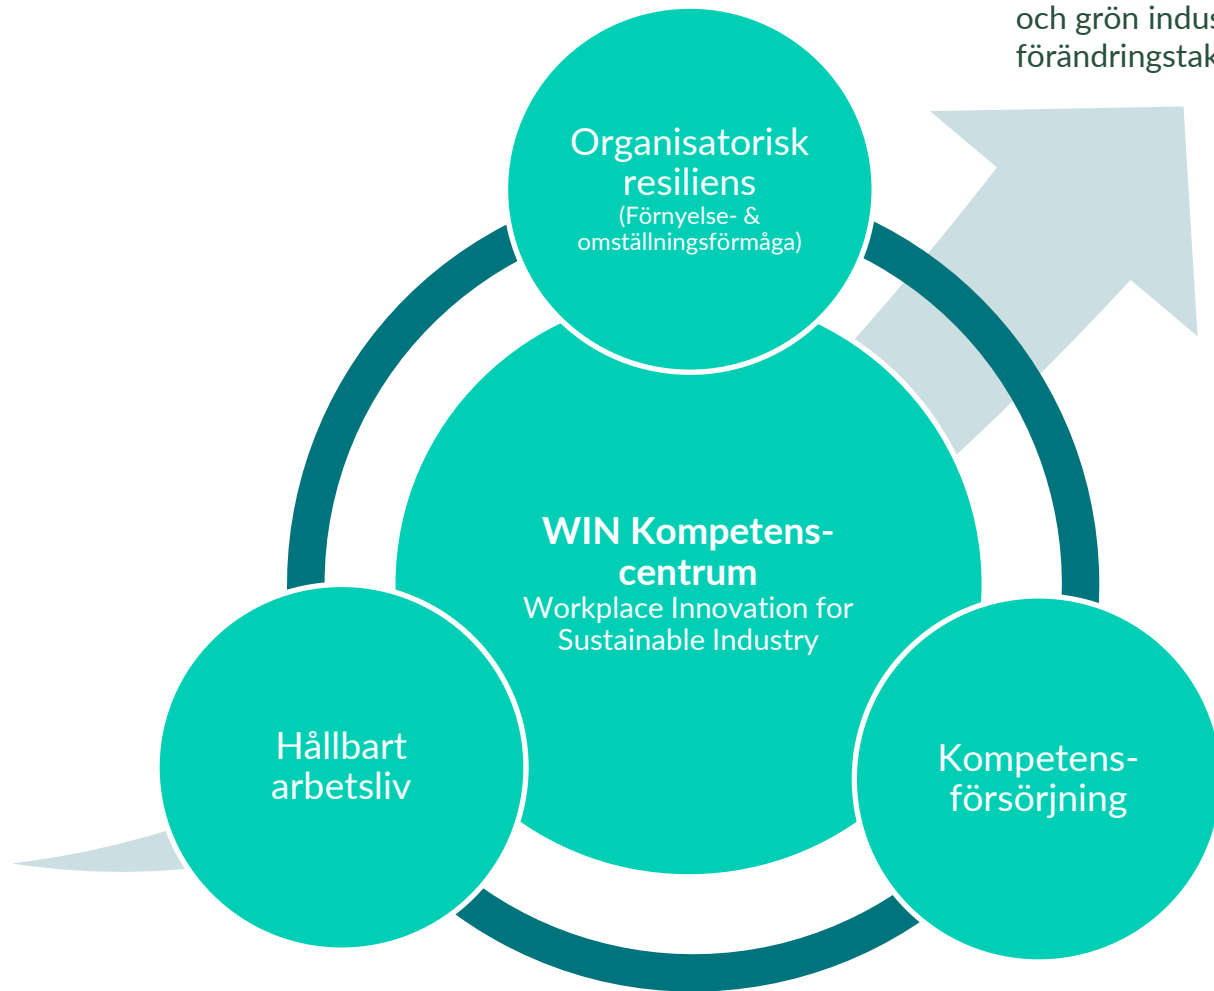 och grön
förändringstak
Organisatorisk
resiliens
(Förnyelse- &
omställningsförmåga)
WIN Kompetens-
centrum
Workplace Innovation for
Sustainable Industry
Hållbart
arbetsliv
Kompetens-
försörjning